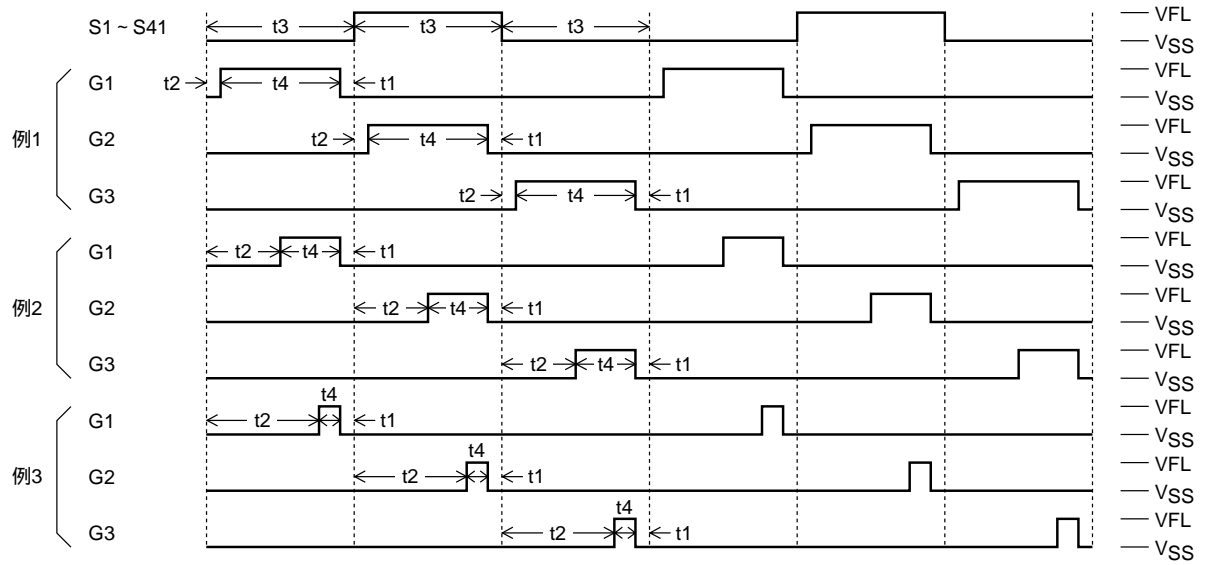 S1 ~ S41 t3 t3 t3 VFL
VSS
例1
G1 t2 t4 t1 VFL
VSS
G2 t2 t4 t1 VFL
VSS
G3 t2 t4 t1 VFL
VSS
例2
G1 t2 t4 t1 VFL
VSS
G2 t2 t4 t1 VFL
VSS
G3 t2 t4 t1 VFL
VSS
例3
t4
G1 t2 t1 VFL
VSS
t4
G2 t2 t1 VFL
VSS
t4
G3 t2 t1 VFL
VSS